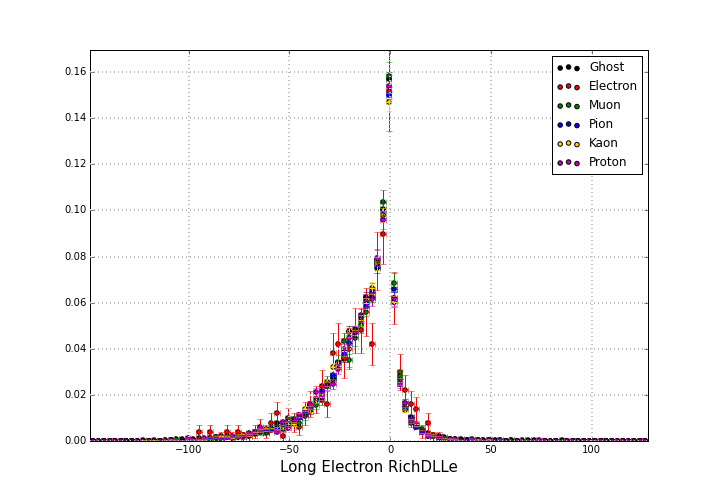 0.16
0.14
0.12
0.10
0.08
0.06
0.04
0.02
0.00
Ghost
Electron
Muon
Pion
Kaon
Proton
−100
−50
0
50
100
Long Electron RichDLLe